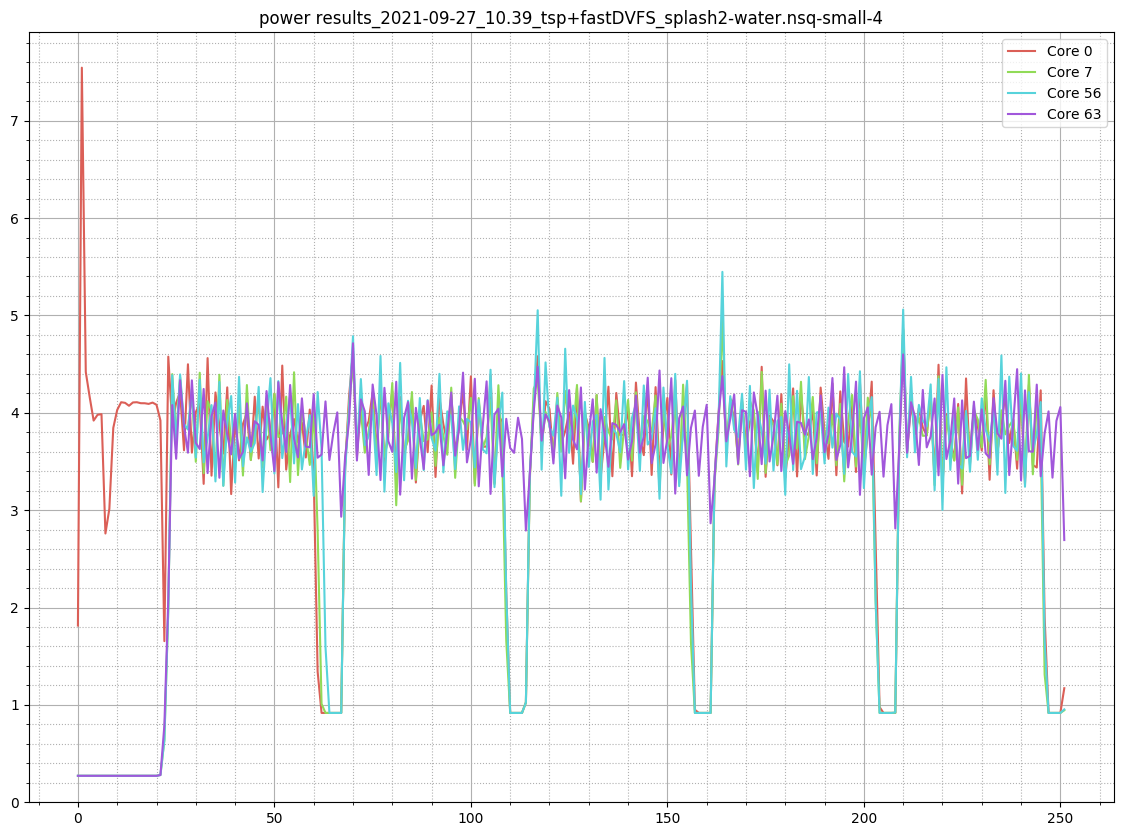 power results_2021-09-27_10.39_tsp+fastDVFS_splash2-water.nsq-small-4
Core 0
Core 7
Core 56
Core 63
7
6
5
4
3
2
1
0
0 50 100 150 200 250